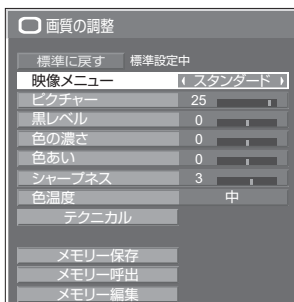 画質の調整
標準に戻す 標準設定中
映像メニュー スタンダード
ピクチャー 25
黒レベル 0
色の濃さ 0
色あい 0
シャープネス 3
色温度 中
テクニカル
メモリー保存
メモリー呼出
メモリー編集